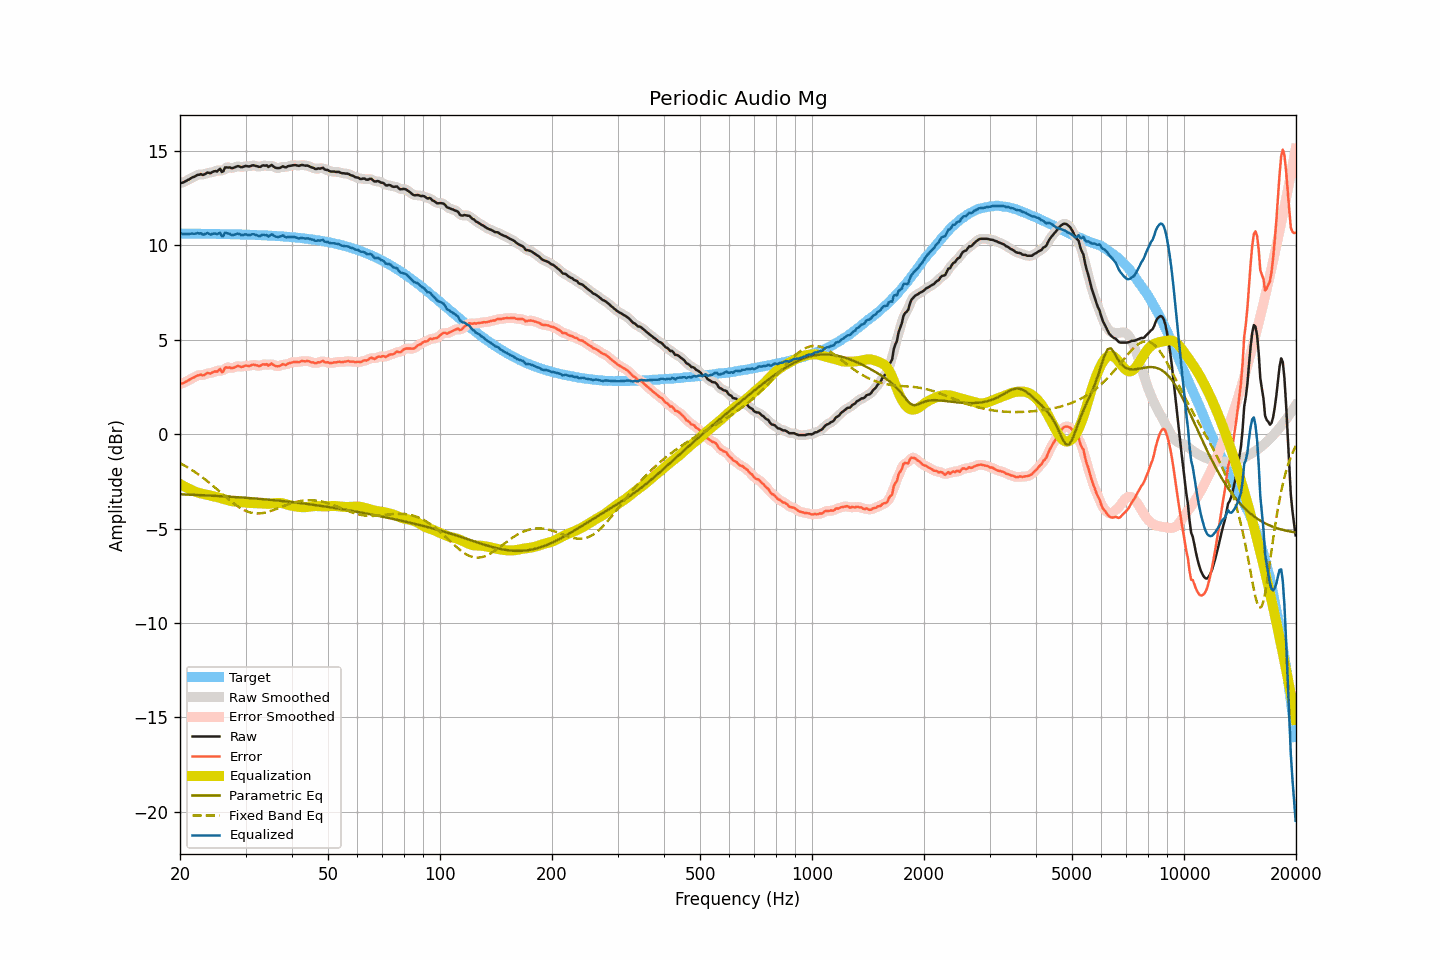 Periodic Audio Mg
Amplitude (dBr)
15
10
5
0
−5
−10
−15
−20
Target
Raw Smoothed
Error Smoothed
Raw
Error
Equalization
Parametric Eq
Fixed Band Eq
Equalized
20 50 100 200 500 1000 2000 5000 10000 20000
Frequency (Hz)